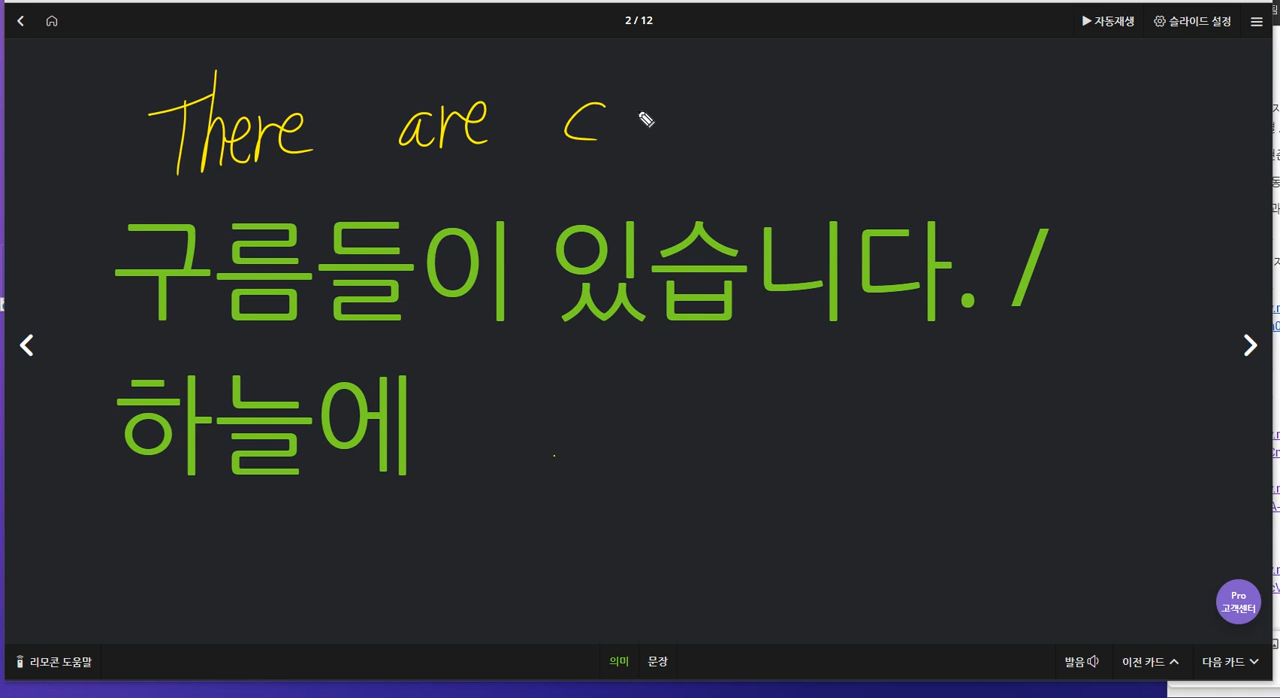 2 / 12
자동재생
슬라이드 설정
There are c
구름들이 있습니다. /
하늘에
Pro
고객센터
리모콘 도움말
의미
문장
발음
이전 카드
다음 카드